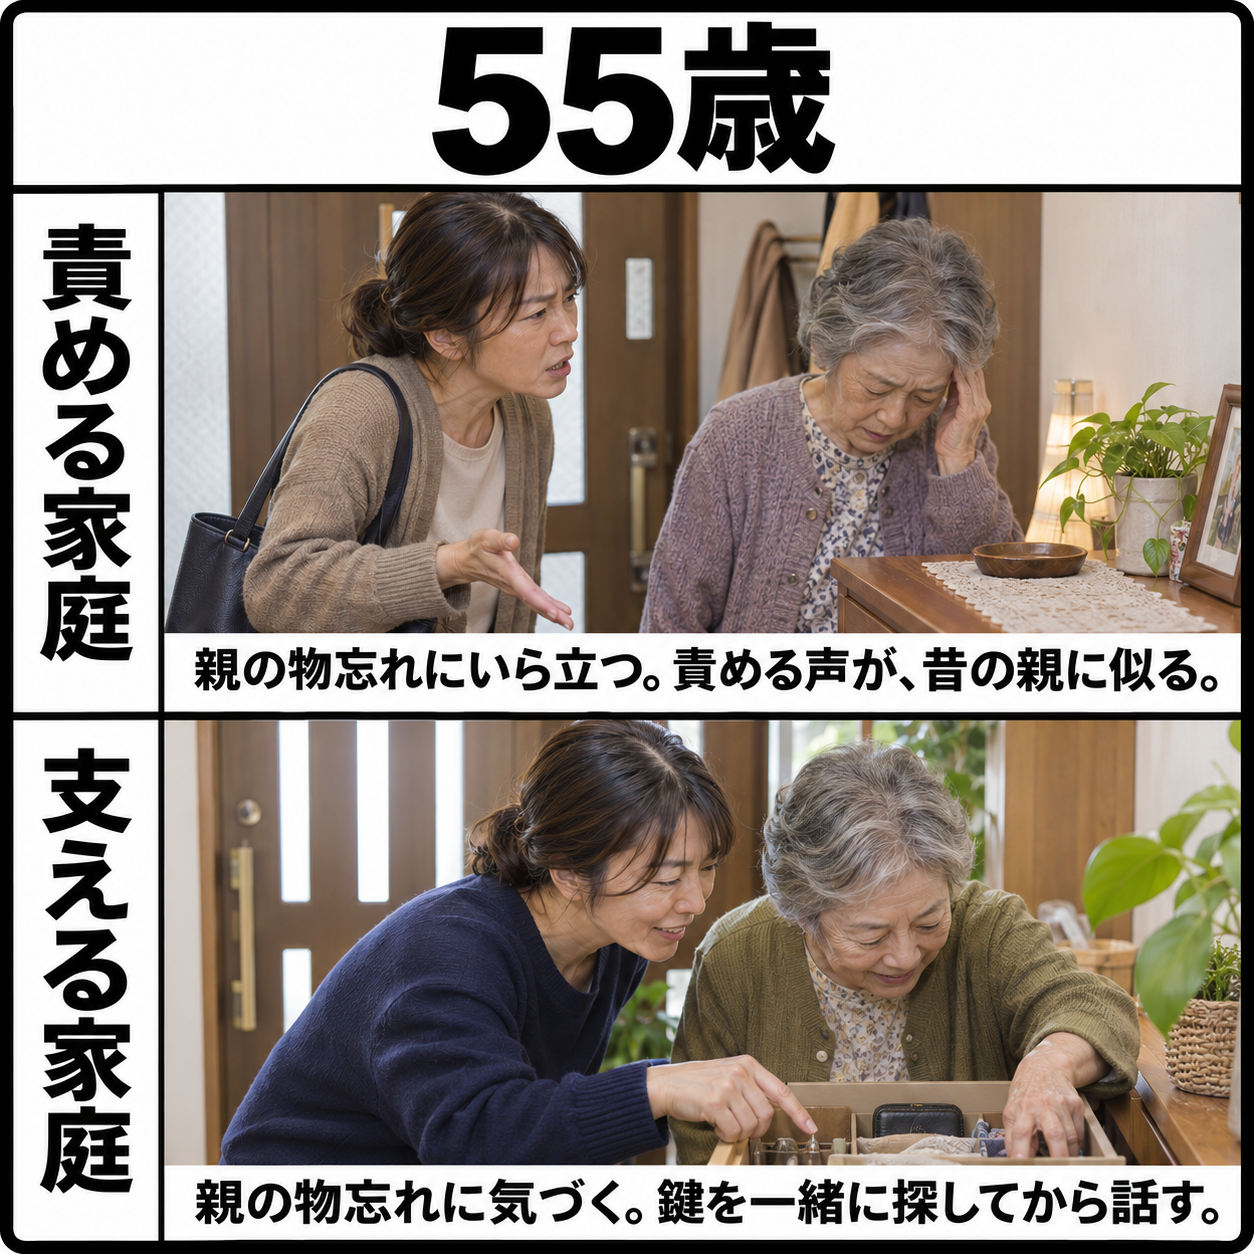 55歳
責める家庭
親の物忘れにいら立つ。責める声が、昔の親に似る。
支える家庭
親の物忘れに気づく。鍵を一緒に探してから話す。